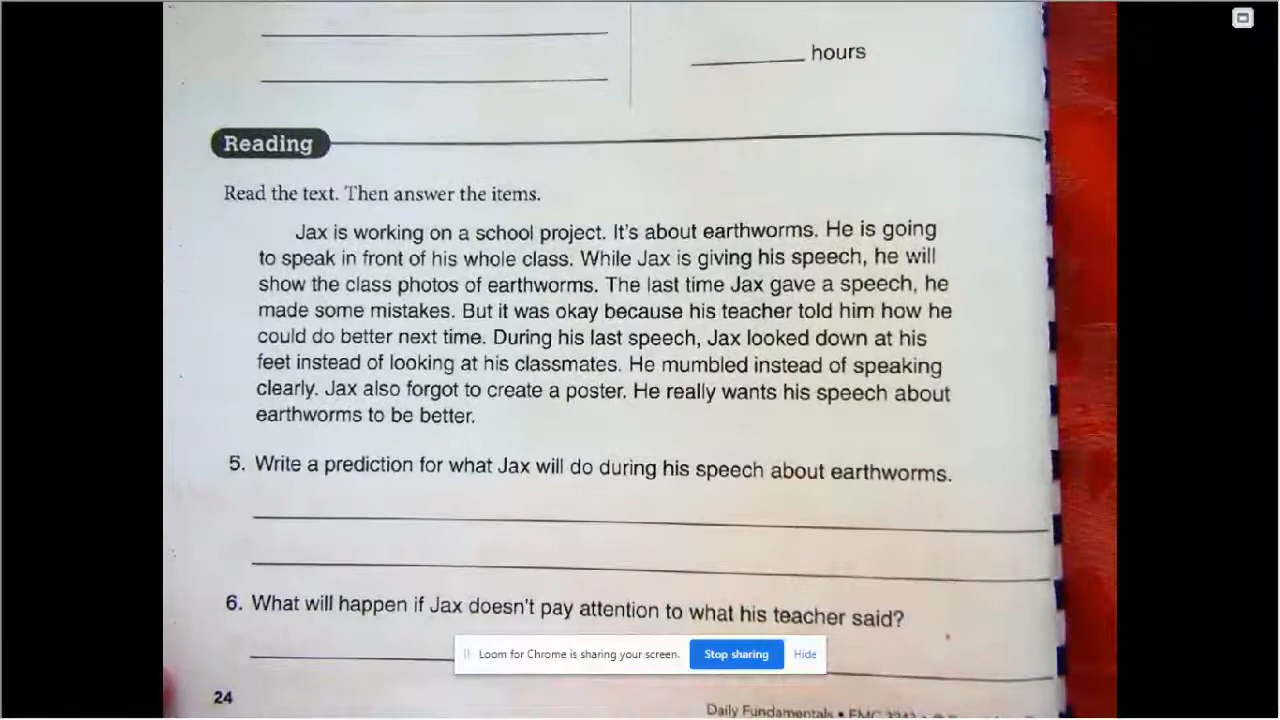 hours
Reading
Read the text. Then answer the items.
Jax is working on a school project. It's about earthworms. He is going
to speak in front of his whole class. While Jax is giving his speech, he will
show the class photos of earthworms. The last time Jax gave a speech, he
made some mistakes. But it was okay because his teacher told him how he
could do better next time. During his last speech, Jax looked down at his
feet instead of looking at his classmates. He mumbled instead of speaking
clearly. Jax also forgot to create a poster. He really wants his speech about
earthworms to be better.
5. Write a prediction for what Jax will do during his speech about earthworms.
6. What will happen if Jax doesn't pay attention to what his teacher said?
Loom for Chrome is sharing your screen. Stop sharing Hide
24
Daily Fundamentals •